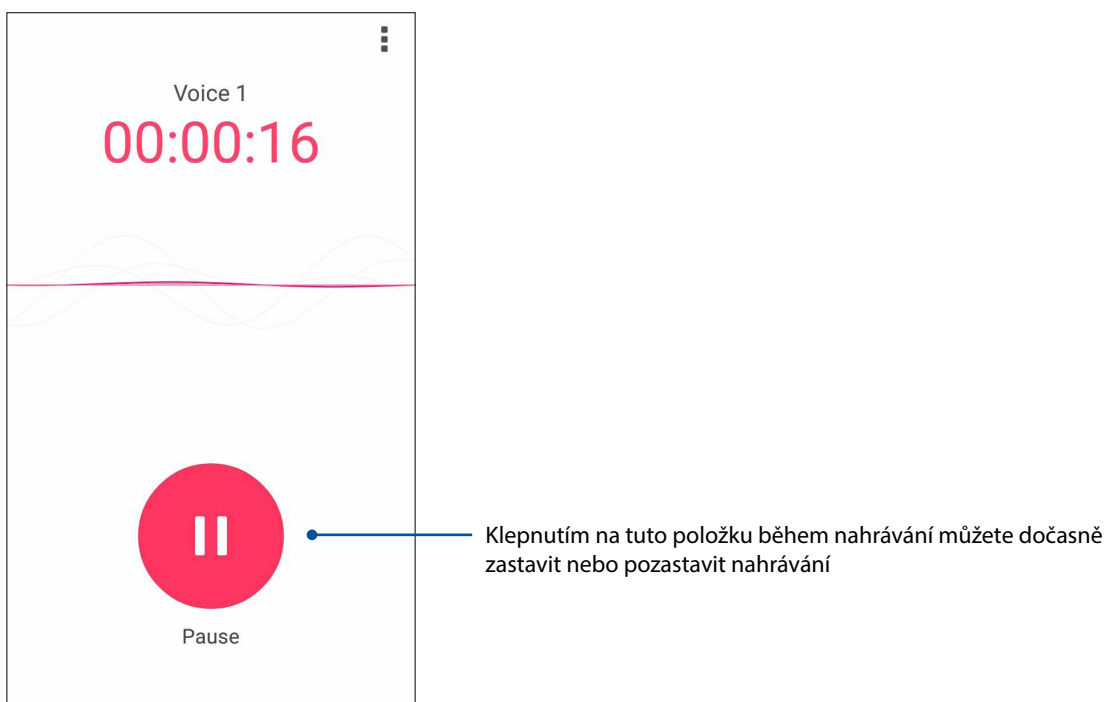 Voice 1
00:00:16
Klepnutím na tuto položku během nahrávání můžete dočasně
zastavit nebo pozastavit nahrávání
Pause